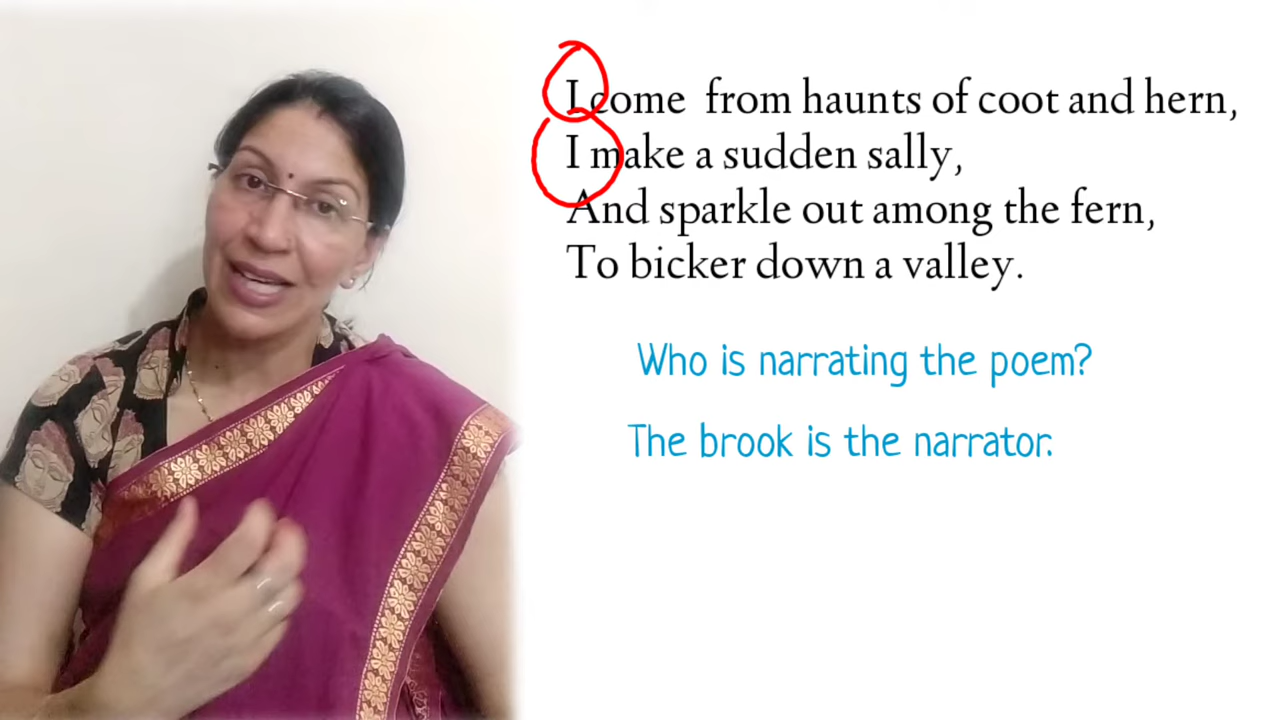 I come from haunts of coot and hern,
I make a sudden sally,
And sparkle out among the fern,
To bicker down a valley.
Who is narrating the poem?
The brook is the narrator.